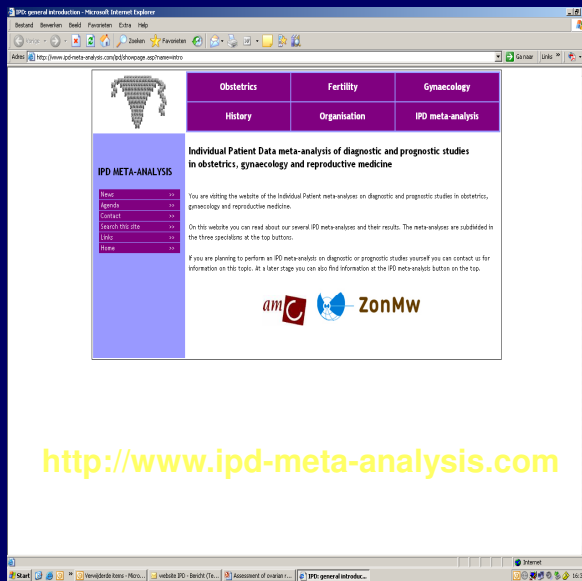 IPD: general introduction - Microsoft Internet Explorer
Bestand Bewerken Beeld Favorieten Extra Help
Zoeken Favorieten
Adres http://www.ipd-meta-analysis.com/ipd/showpage.asp?name=intro Ga naar Links »
Obstetrics Fertility Gynaecology
History Organisation IPD meta-analysis
IPD META-ANALYSIS
News >>
Agenda >>
Contact >>
Search this site >>
Links >>
Home >>
Individual Patient Data meta-analysis of diagnostic and prognostic studies
in obstetrics, gynaecology and reproductive medicine
You are visiting the website of the Individual Patient meta-analyses on diagnostic and prognostic studies in obstetrics,
gynaecology and reproductive medicine.
On this website you can read about our several IPD meta-analyses and their results. The meta-analyses are subdivided in
the three specialisms at the top buttons.
If you are planning to perform an IPD meta-analysis on diagnostic or prognostic studies yourself you can contact us for
information on this topic. At a later stage you can also find information at the IPD meta-analysis button on the top.
amC ZonMw
http://www.ipd-meta-analysis.com
Internet
Start » Verwijderde items - Micro... website IPD - Bericht (Te... Assessment of ovarian r... IPD: general introduc...